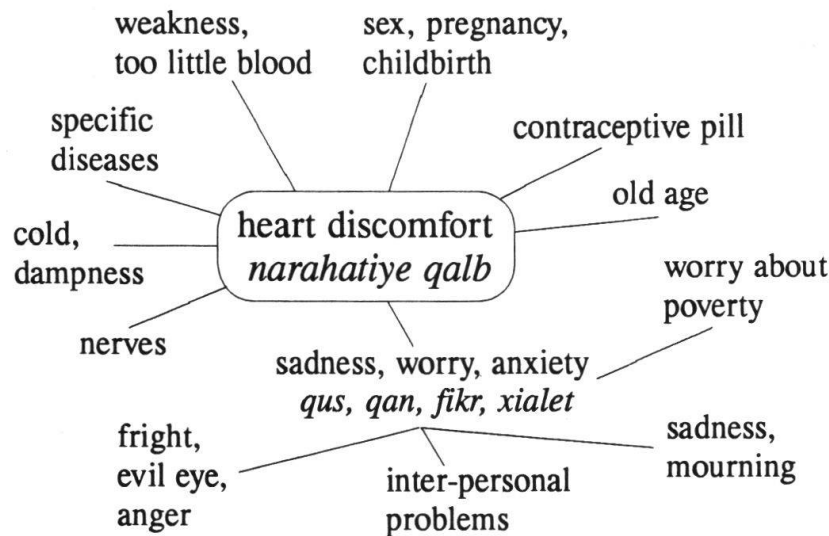 weakness,
too little blood
sex, pregnancy,
childbirth
specific
diseases
contraceptive pill
old age
heart discomfort
narahatiye qalb
cold,
dampness
worry about
poverty
nerves
sadness, worry, anxiety
qus, qan, fikr, xialet
fright,
evil eye,
anger
inter-personal
problems
sadness,
mourning